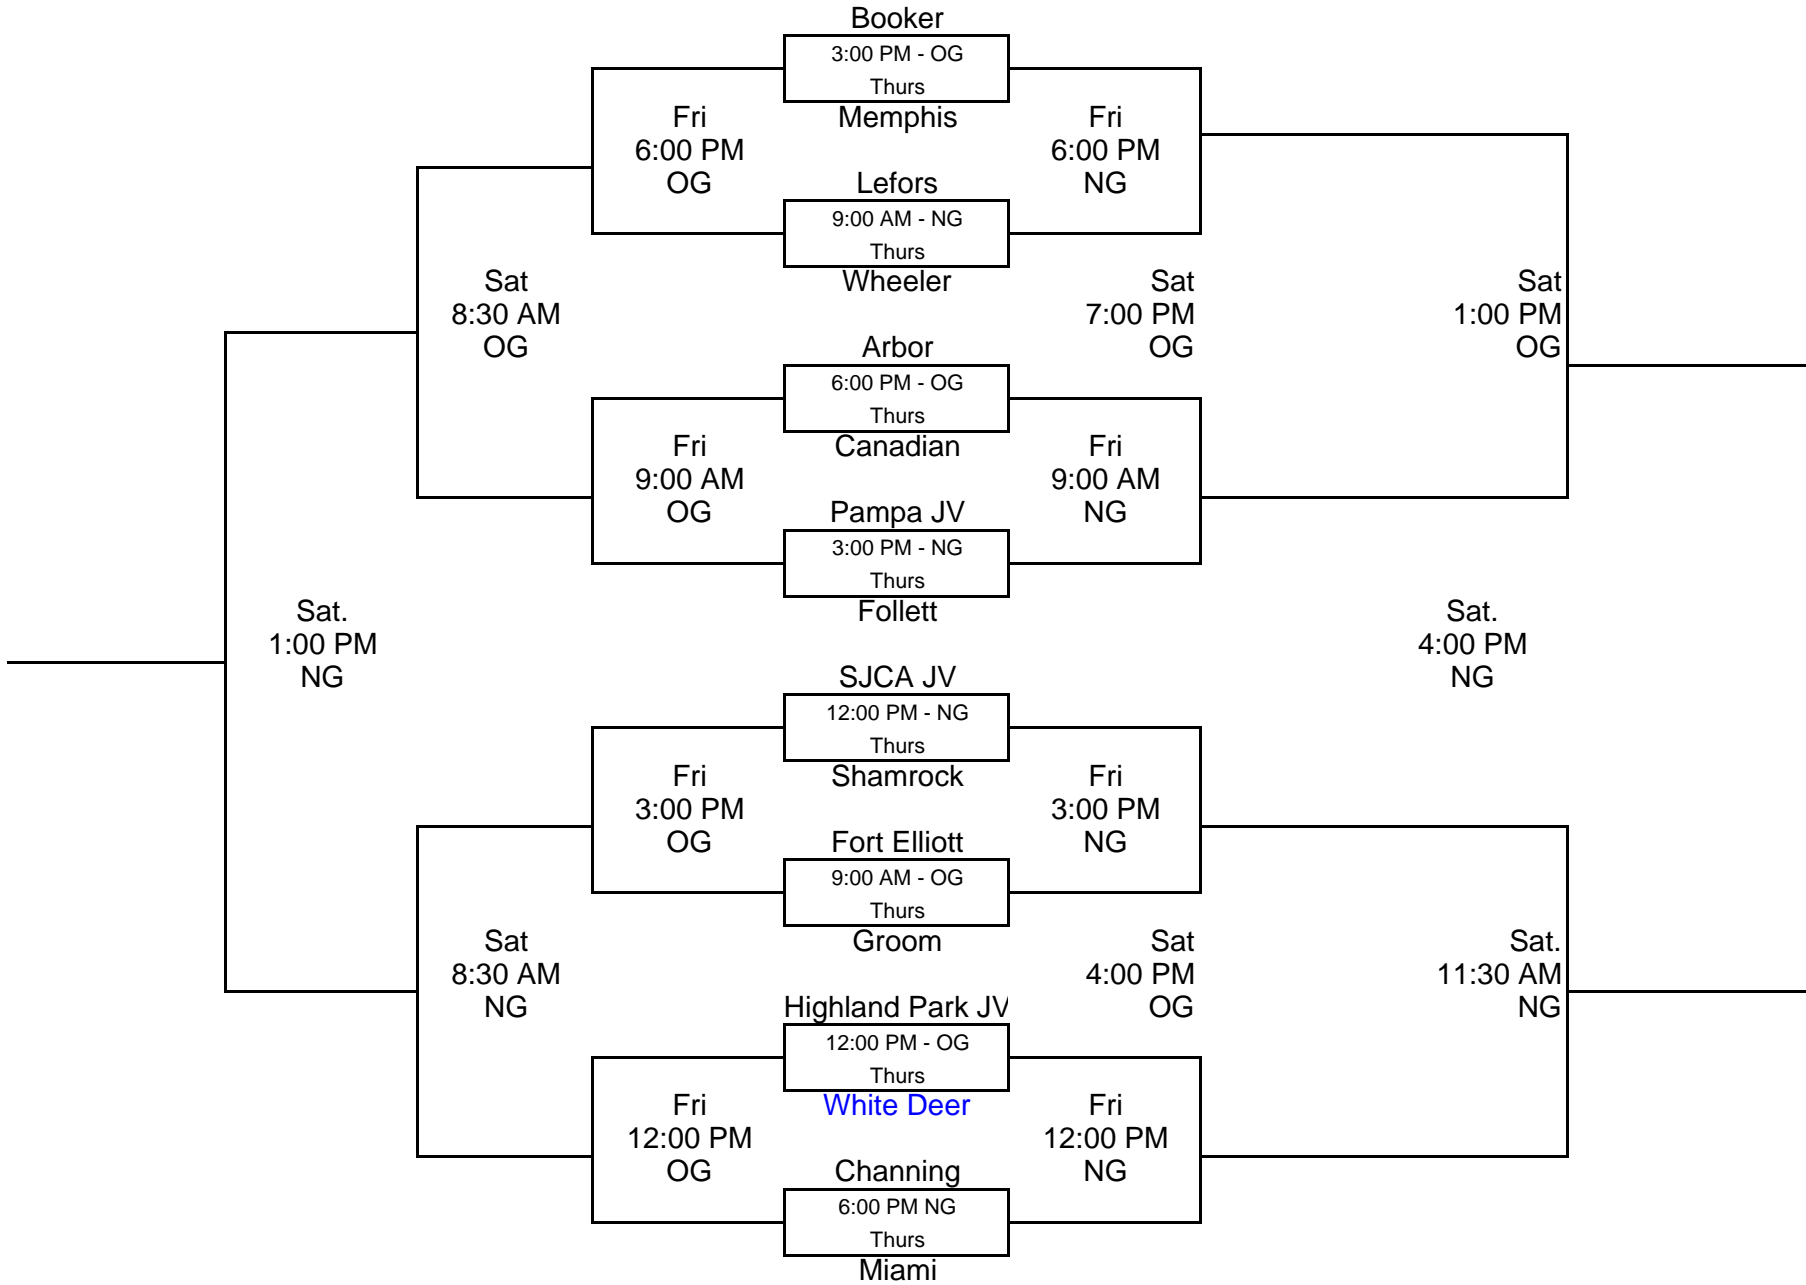 Booker
3:00 PM - OG
Thurs
Memphis
Fri
6:00 PM
OG
Fri
6:00 PM
NG
Lefors
9:00 AM - NG
Thurs
Wheeler
Sat
8:30 AM
OG
Sat
7:00 PM
OG
Sat
1:00 PM
OG
Arbor
6:00 PM - OG
Thurs
Canadian
Fri
9:00 AM
OG
Fri
9:00 AM
NG
Pampa JV
3:00 PM - NG
Thurs
Follett
Sat.
1:00 PM
NG
Sat.
4:00 PM
NG
SJCA JV
12:00 PM - NG
Thurs
Shamrock
Fri
3:00 PM
OG
Fri
3:00 PM
NG
Fort Elliott
9:00 AM - OG
Thurs
Groom
Sat
8:30 AM
NG
Sat
4:00 PM
OG
Sat.
11:30 AM
NG
Highland Park JV
12:00 PM - OG
Thurs
White Deer
Fri
12:00 PM
OG
Fri
12:00 PM
NG
Channing
6:00 PM NG
Thurs
Miami